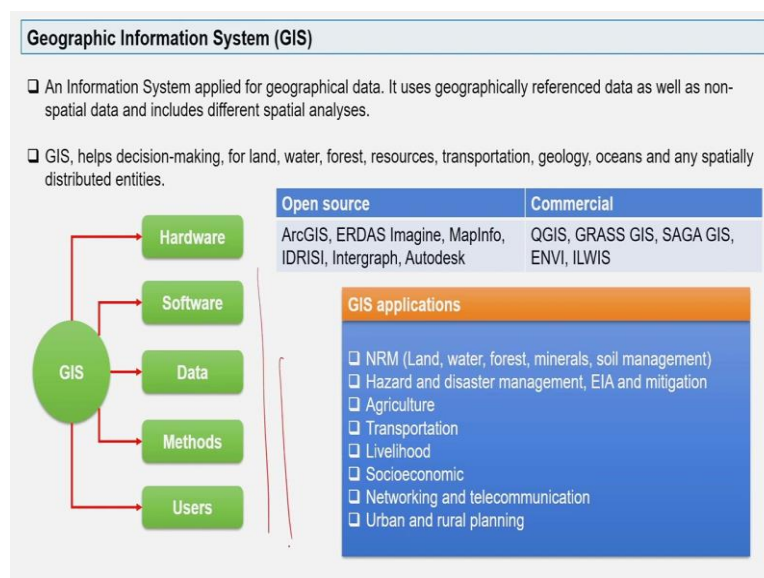 Geographic Information System (GIS)
❑ An Information System applied for geographical data. It uses geographically referenced data as well as non-
spatial data and includes different spatial analyses.
❑ GIS, helps decision-making, for land, water, forest, resources, transportation, geology, oceans and any spatially
distributed entities.
Open source
Commercial
ArcGIS, ERDAS Imagine, MapInfo,
IDRISI, Intergraph, Autodesk
QGIS, GRASS GIS, SAGA GIS,
ENVI, ILWIS
GIS
Hardware
Software
Data
Methods
Users
GIS applications
❑ NRM (Land, water, forest, minerals, soil management)
❑ Hazard and disaster management, EIA and mitigation
❑ Agriculture
❑ Transportation
❑ Livelihood
❑ Socioeconomic
❑ Networking and telecommunication
❑ Urban and rural planning